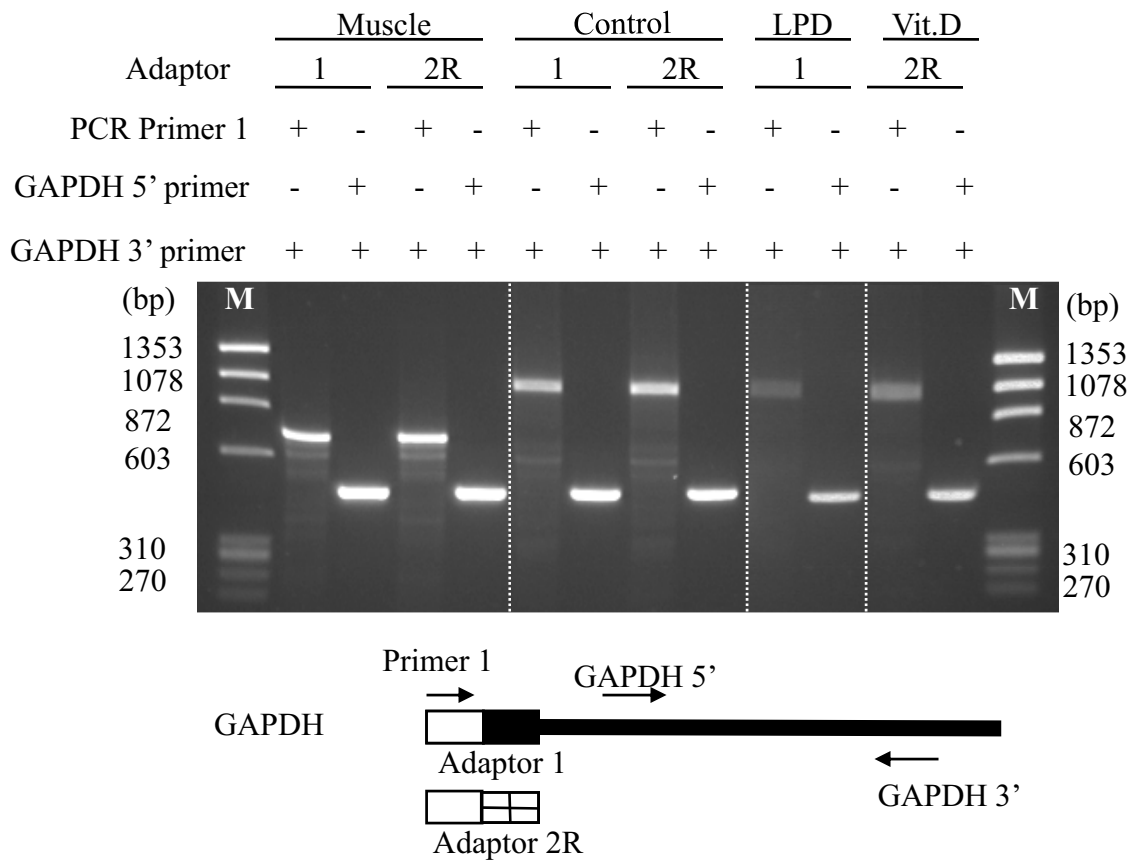 Muscle Control LPD Vit.D
Adaptor 1 2R 1 2R 1 2R
PCR Primer 1 + - + - + - + - + - + -
GAPDH 5’ primer - + - + - + - + - + - +
GAPDH 3’ primer + + + + + + + + + + + +
(bp) M M (bp)
1353 1353
1078 1078
872 872
603 603
310 310
270 270
Primer 1
GAPDH 5’
GAPDH
Adaptor 1
GAPDH 3’
Adaptor 2R